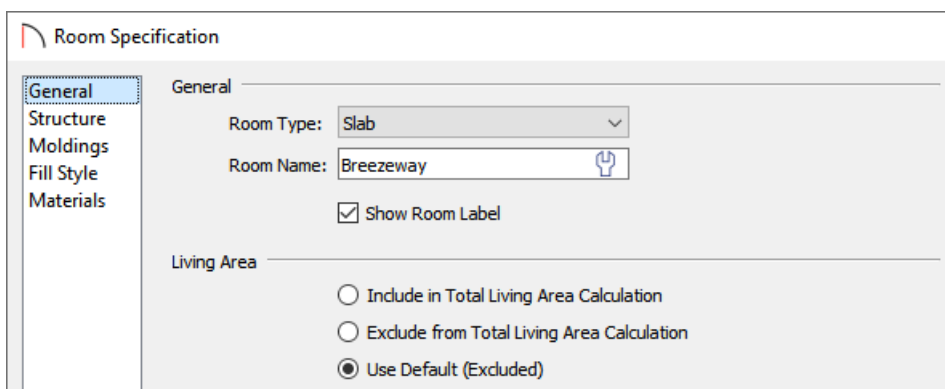 Room Specification
General
Structure
Moldings
Fill Style
Materials
General
Room Type: Slab
Room Name: Breezeway
Show Room Label
Living Area
Include in Total Living Area Calculation
Exclude from Total Living Area Calculation
Use Default (Excluded)